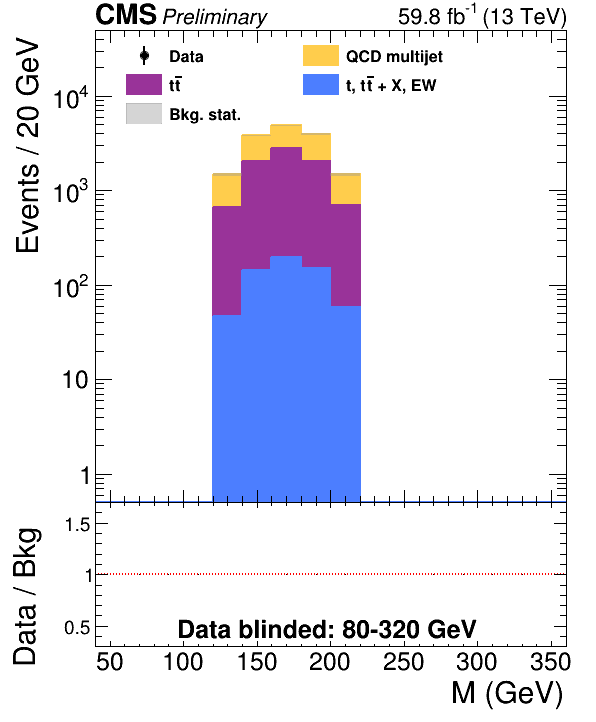 CMS Preliminary 59.8 fb⁻¹ (13 TeV)
Events / 20 GeV
Data
QCD multijet
tt̅
t, tt̅ + X, EW
Bkg. stat.
10⁴
10³
10²
10
1
Data / Bkg
1.5
1
0.5
Data blinded: 80-320 GeV
50 100 150 200 250 300 350
M (GeV)